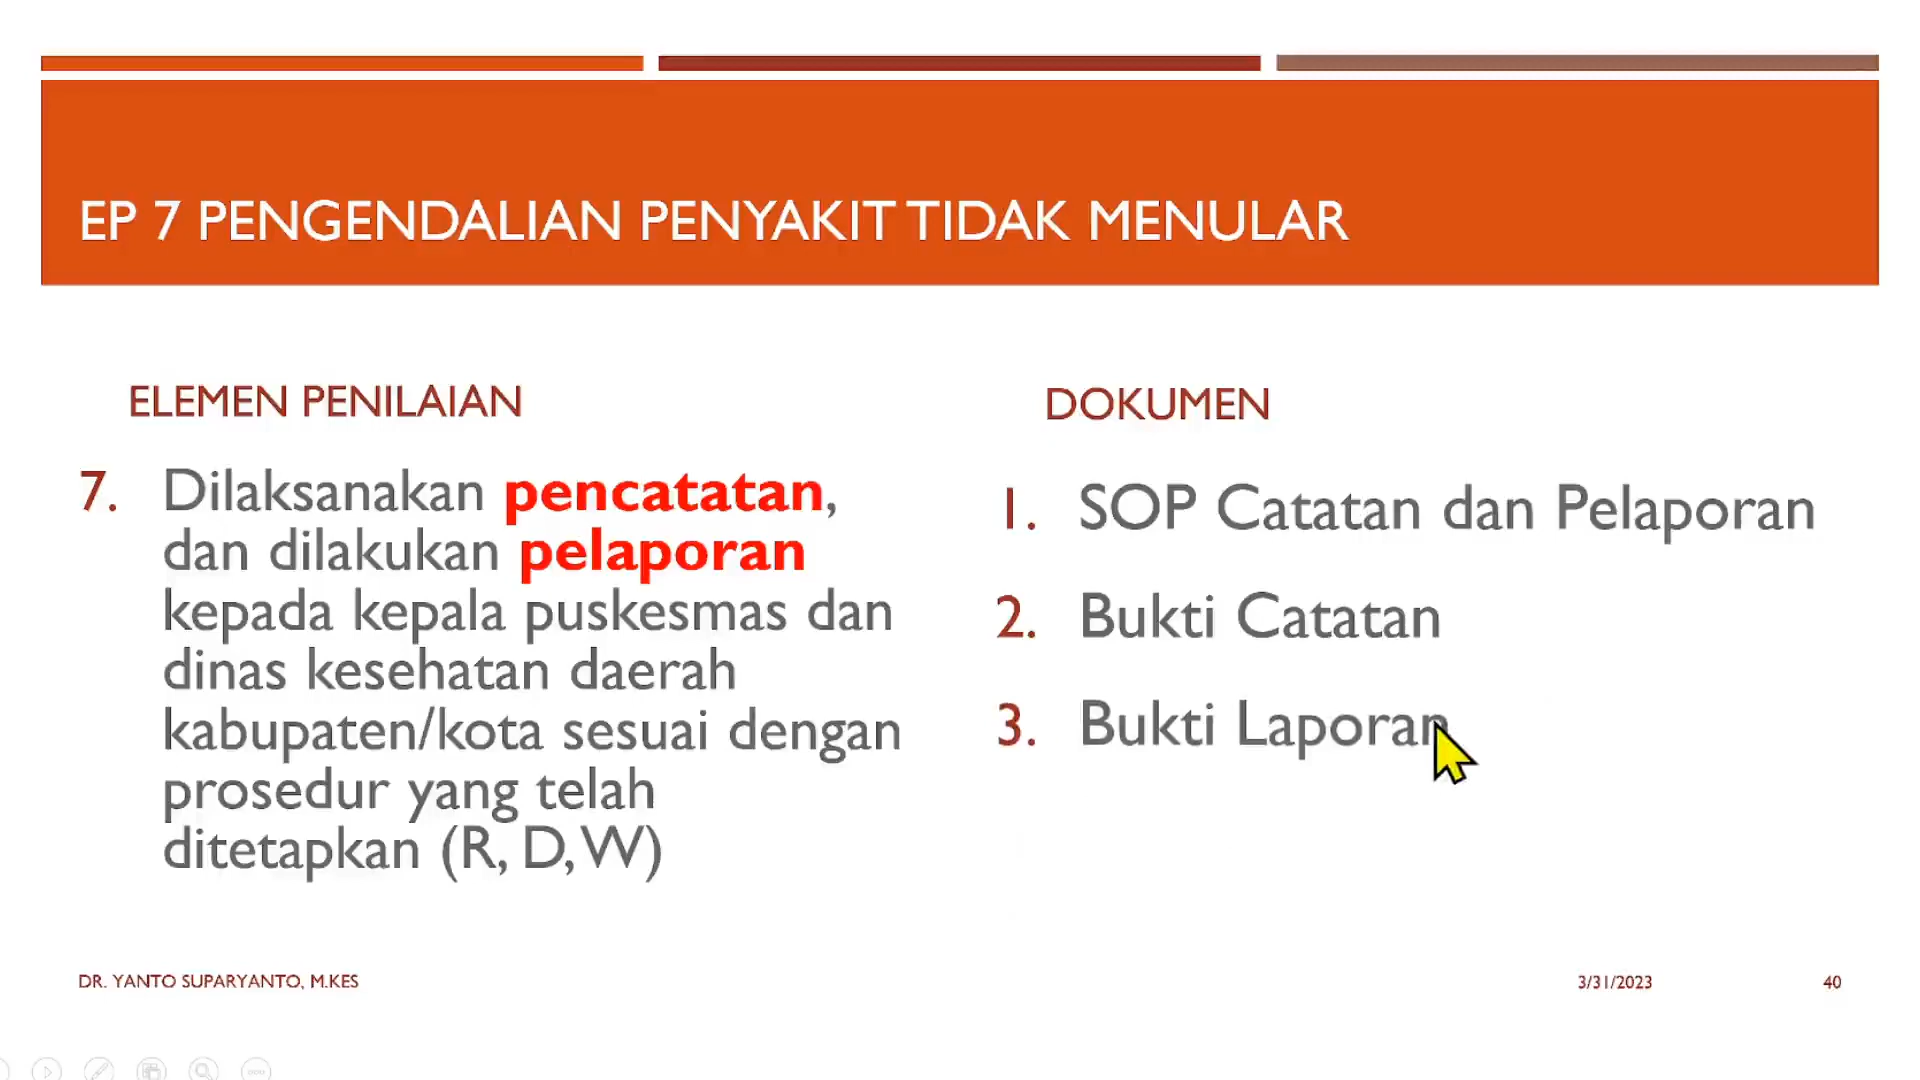 EP 7 PENGENDALIAN PENYAKIT TIDAK MENULAR
ELEMEN PENILAIAN
7. Dilaksanakan pencatatan,
dan dilakukan pelaporan
kepada kepala puskesmas dan
dinas kesehatan daerah
kabupaten/kota sesuai dengan
prosedur yang telah
ditetapkan (R, D, W)
DOKUMEN
1. SOP Catatan dan Pelaporan
2. Bukti Catatan
3. Bukti Laporan
DR. YANTO SUPARYANTO, M.KES
3/31/2023
40